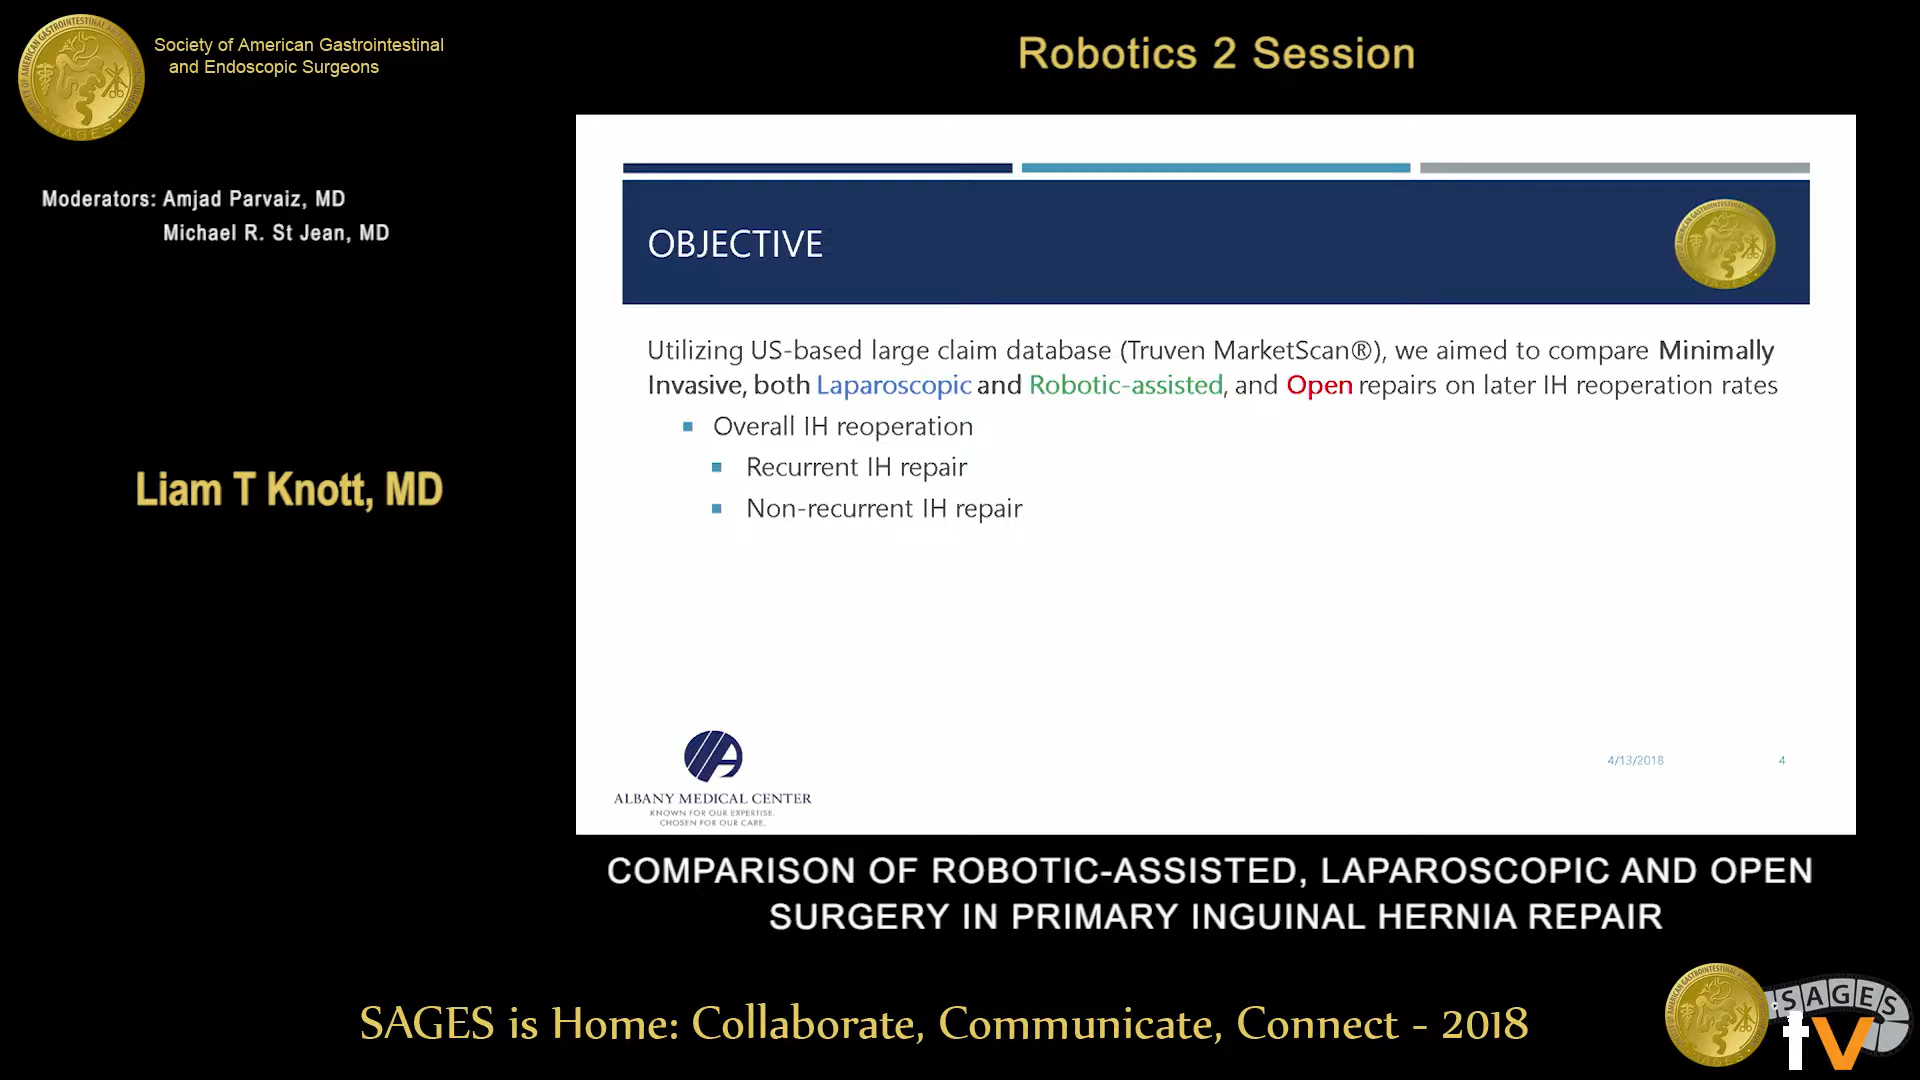 Society of American Gastrointestinal
and Endoscopic Surgeons
Robotics 2 Session
Moderators: Amjad Parvaiz, MD
Michael R. St Jean, MD
Liam T Knott, MD
OBJECTIVE
Utilizing US-based large claim database (Truven MarketScan®), we aimed to compare Minimally
Invasive, both Laparoscopic and Robotic-assisted, and Open repairs on later IH reoperation rates
Overall IH reoperation
Recurrent IH repair
Non-recurrent IH repair
ALBANY MEDICAL CENTER
KNOWN FOR OUR EXPERTISE.
CHOSEN FOR OUR CARE.
4/13/2018
4
COMPARISON OF ROBOTIC-ASSISTED, LAPAROSCOPIC AND OPEN
SURGERY IN PRIMARY INGUINAL HERNIA REPAIR
SAGES is Home: Collaborate, Communicate, Connect - 2018
SAGES
tV